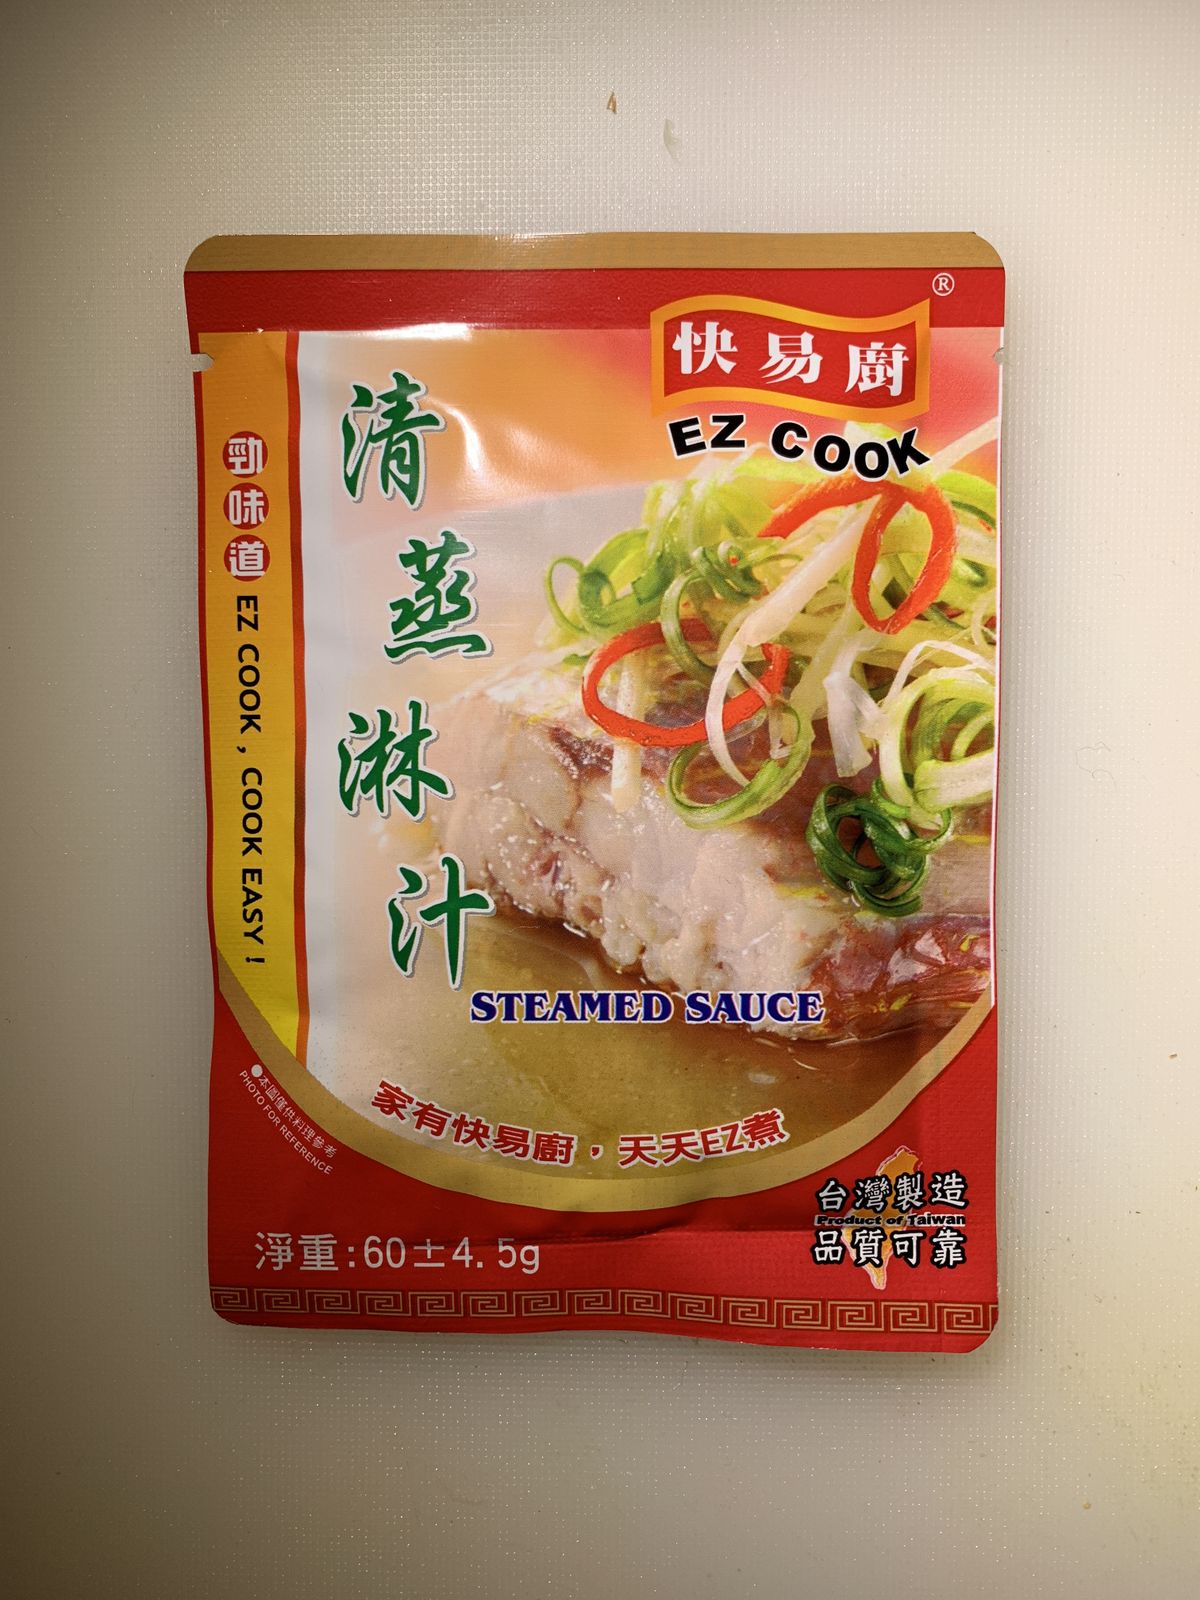 ®
快易廚
EZ COOK
清蒸淋汁
STEAMED SAUCE
勁味道 EZ COOK , COOK EASY !
家有快易廚，天天EZ煮
●本圖僅供料理參考
PHOTO FOR REFERENCE
淨重:60±4.5g
台灣製造
Product of Taiwan
品質可靠